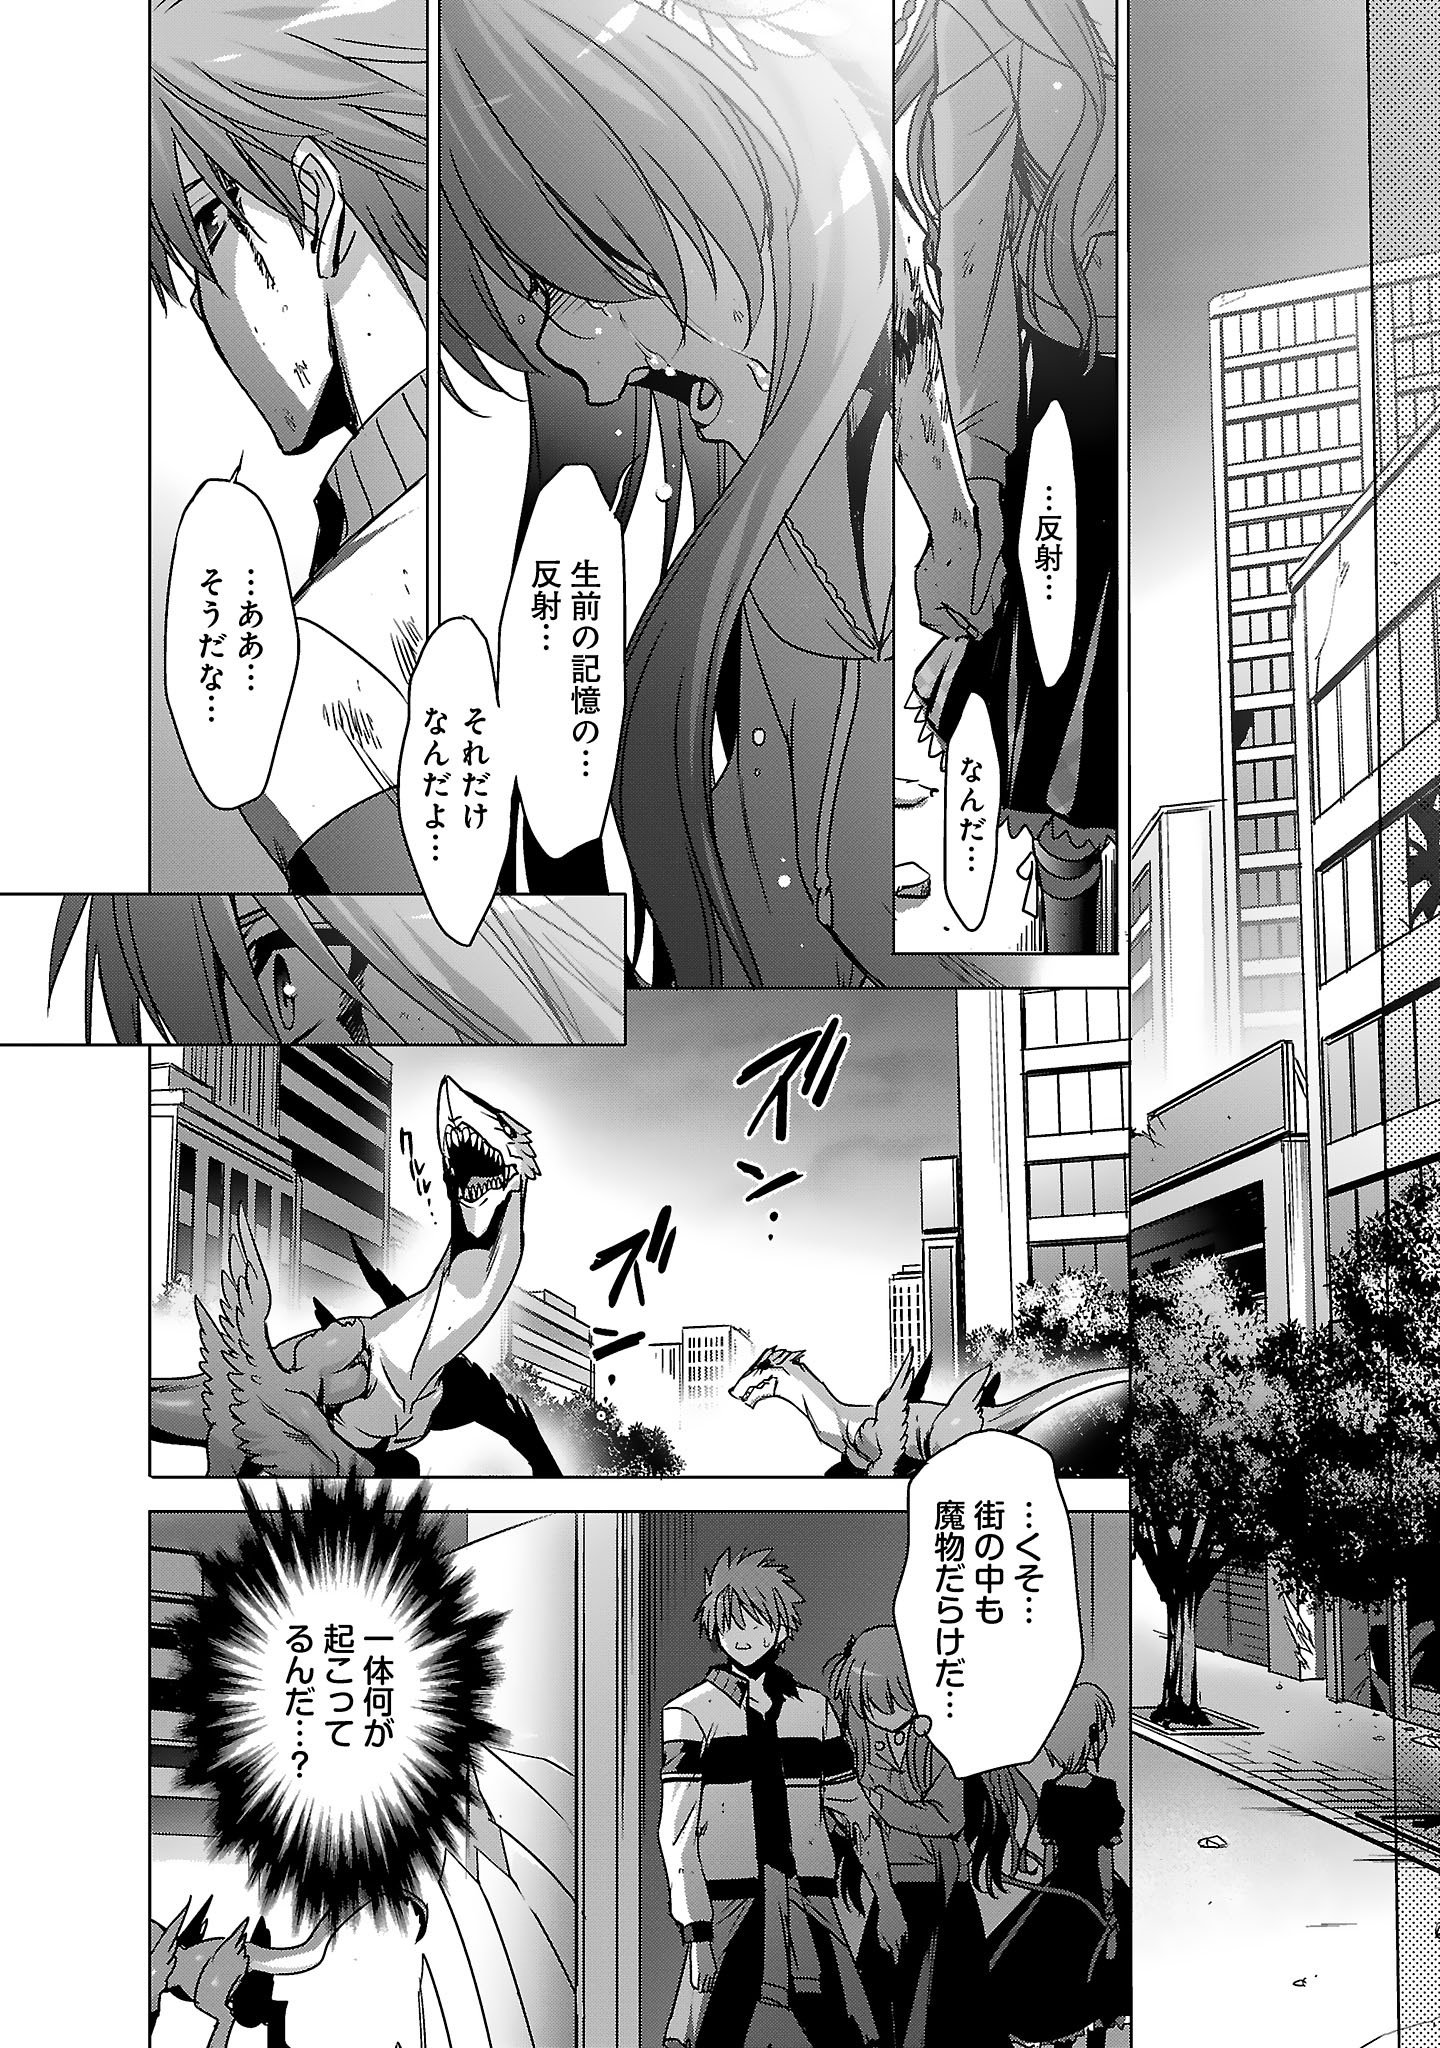 …反射…
なんだ…
生前の記憶の…
反射…
それだけ
なんだよ…
…ああ…
そうだな…
ズ
ン…
グルル…
ズ
ン…
…くそ…
街の中も
魔物だらけだ…
一体何が
起こって
るんだ…?